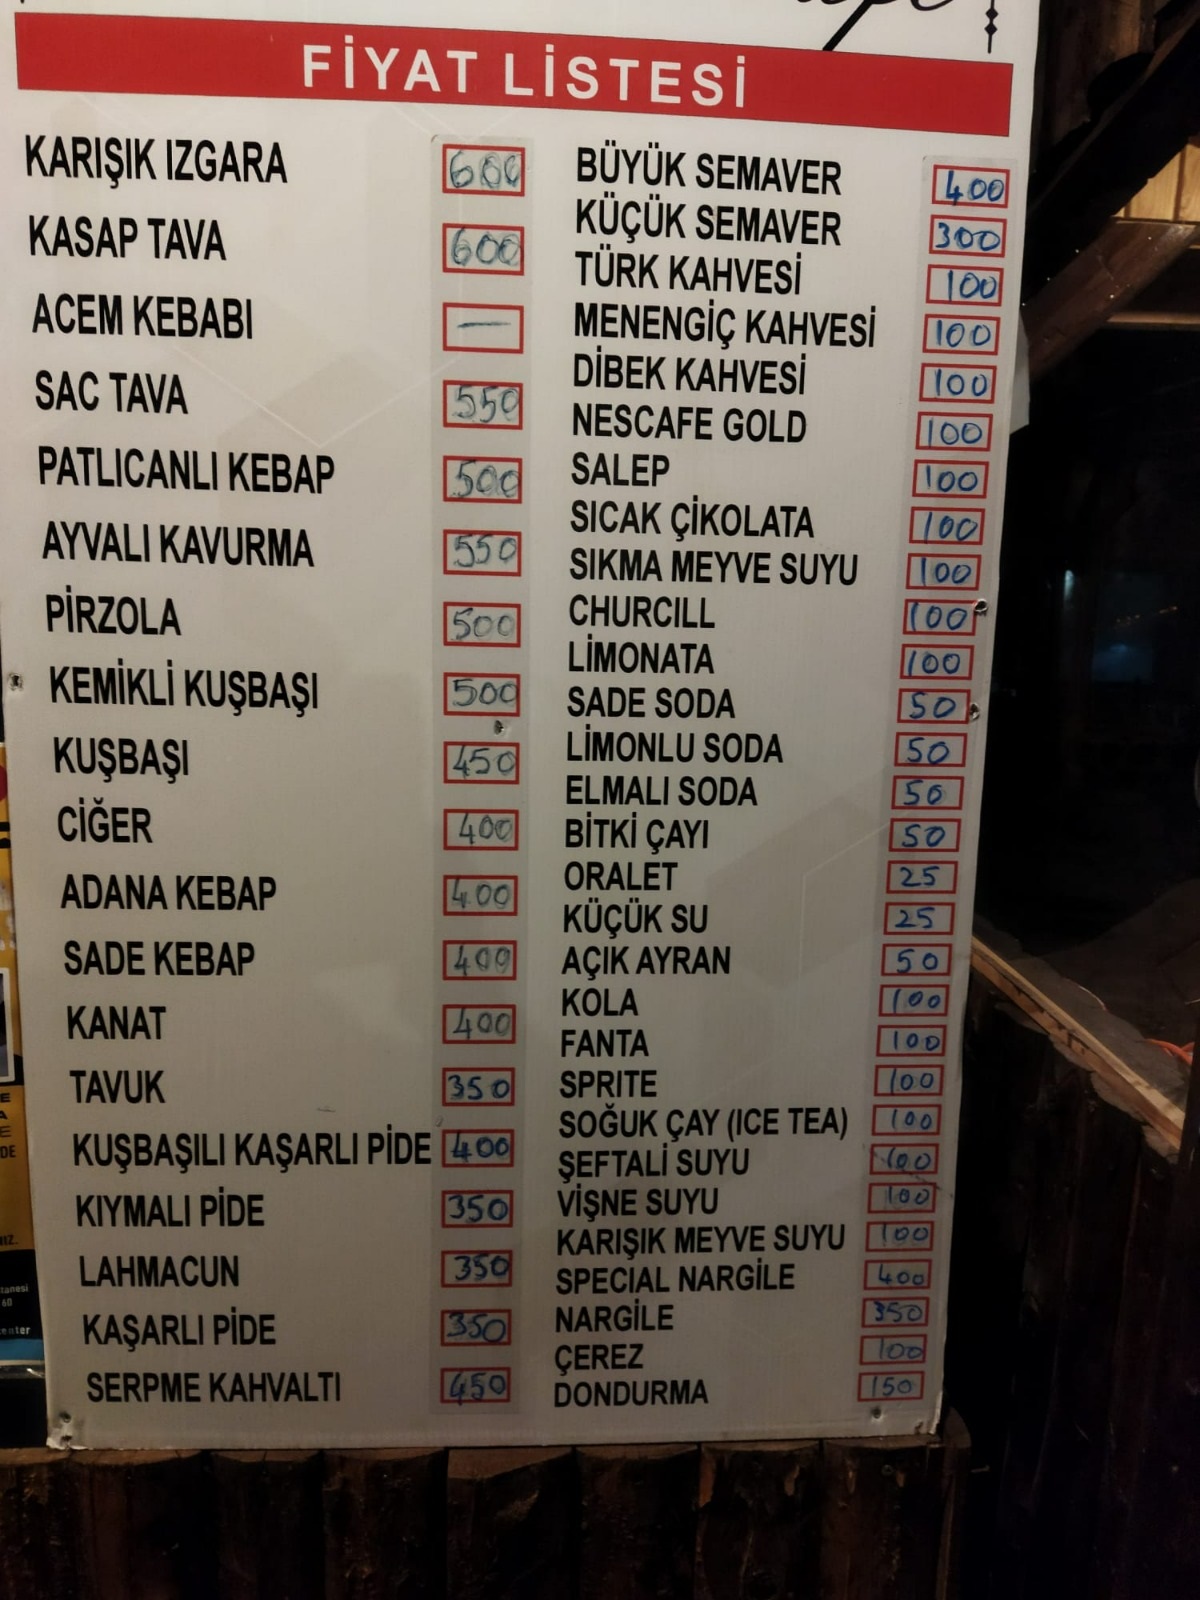 FİYAT LİSTESİ
KARIŞIK IZGARA 600
KASAP TAVA 600
ACEM KEBABI —
SAC TAVA 550
PATLICANLI KEBAP 500
AYVALI KAVURMA 550
PİRZOLA 500
KEMİKLİ KUŞBAŞI 500
KUŞBAŞI 450
CİĞER 400
ADANA KEBAP 400
SADE KEBAP 400
KANAT 400
TAVUK 350
KUŞBAŞILI KAŞARLI PİDE 400
KIYMALI PİDE 350
LAHMACUN 350
KAŞARLI PİDE 350
SERPME KAHVALTI 450
BÜYÜK SEMAVER 400
KÜÇÜK SEMAVER 300
TÜRK KAHVESİ 100
MENENGİÇ KAHVESİ 100
DİBEK KAHVESİ 100
NESCAFE GOLD 100
SALEP 100
SICAK ÇİKOLATA 100
SIKMA MEYVE SUYU 100
CHURCILL 100
LİMONATA 100
SADE SODA 50
LİMONLU SODA 50
ELMALI SODA 50
BİTKİ ÇAYI 50
ORALET 25
KÜÇÜK SU 25
AÇIK AYRAN 50
KOLA 100
FANTA 100
SPRITE 100
SOĞUK ÇAY (ICE TEA) 100
ŞEFTALİ SUYU 100
VİŞNE SUYU 100
KARIŞIK MEYVE SUYU 100
SPECIAL NARGİLE 400
NARGİLE 350
ÇEREZ 100
DONDURMA 150